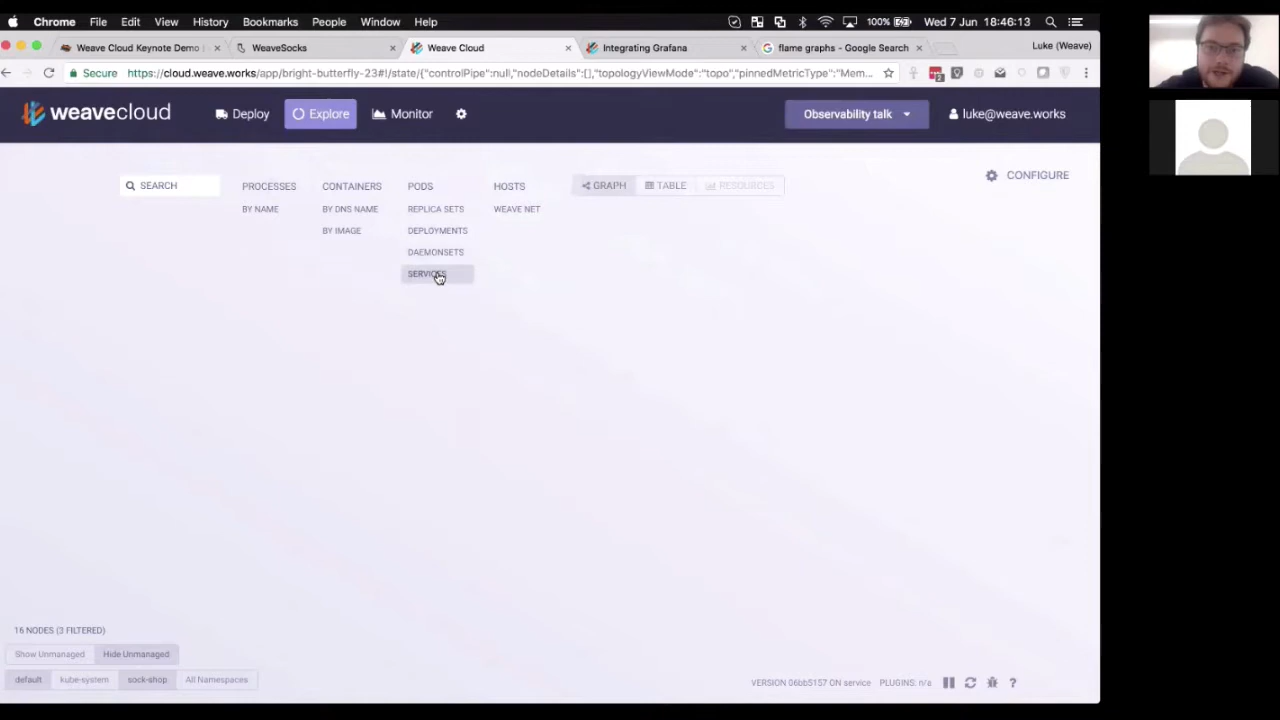 Chrome File Edit View History Bookmarks People Window Help 100% Wed 7 Jun 18:46:13
Weave Cloud Keynote Demo WeaveSocks Weave Cloud Integrating Grafana flame graphs - Google Search Luke (Weave)
Secure https://cloud.weave.works/app/bright-butterfly-23#!/state/{"controlPipe":null,"nodeDetails":[],"topologyViewMode":"topo","pinnedMetricType":"Mem...
weavecloud Deploy Explore Monitor Observability talk luke@weave.works
SEARCH PROCESSES CONTAINERS PODS HOSTS GRAPH TABLE RESOURCES CONFIGURE
BY NAME BY DNS NAME REPLICA SETS WEAVE NET
BY IMAGE DEPLOYMENTS
DAEMONSETS
SERVICES
16 NODES (3 FILTERED)
Show Unmanaged Hide Unmanaged
default kube-system sock-shop All Namespaces VERSION 06bb5157 ON service PLUGINS: n/a ?